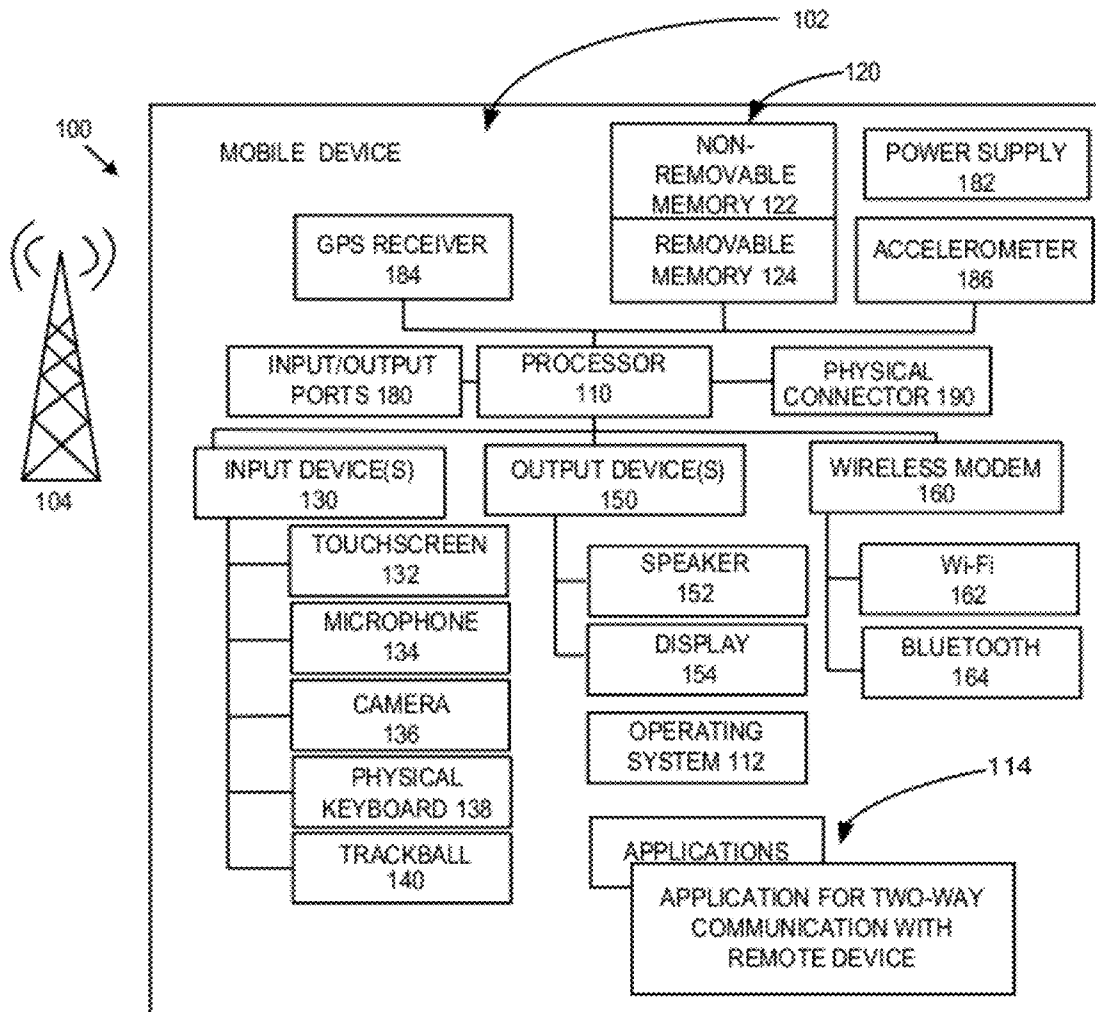 102
120
100
MOBILE DEVICE
NON-
REMOVABLE
MEMORY 122
POWER SUPPLY
182
GPS RECEIVER
184
REMOVABLE
MEMORY 124
ACCELEROMETER
186
INPUT/OUTPUT
PORTS 180
PROCESSOR
110
PHYSICAL
CONNECTOR 190
104
INPUT DEVICE(S)
130
OUTPUT DEVICE(S)
150
WIRELESS MODEM
160
TOUCHSCREEN
132
SPEAKER
152
Wi-Fi
162
MICROPHONE
134
DISPLAY
154
BLUETOOTH
164
CAMERA
136
OPERATING
SYSTEM 112
PHYSICAL
KEYBOARD 138
114
TRACKBALL
140
APPLICATIONS
APPLICATION FOR TWO-WAY
COMMUNICATION WITH
REMOTE DEVICE